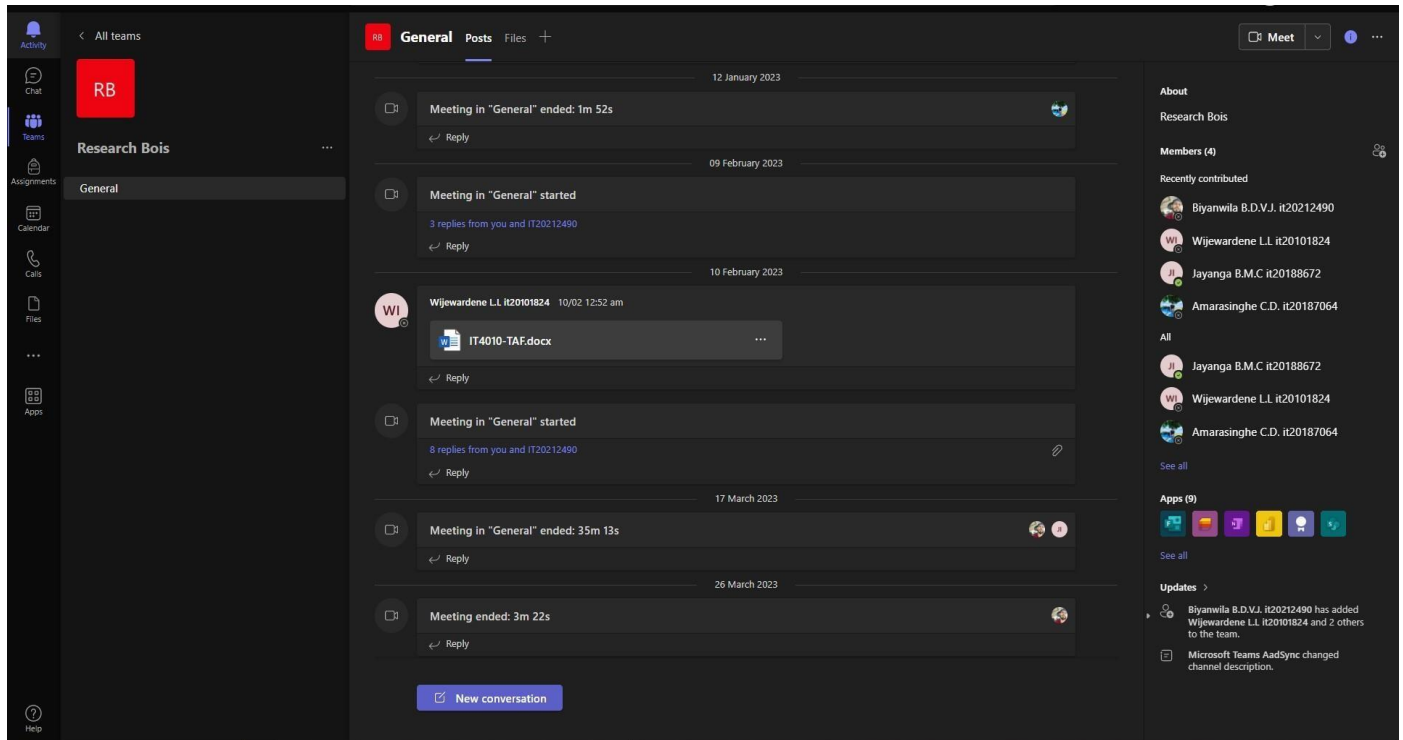 Activity
Chat
Teams
Assignments
Calendar
Calls
Files
...
Apps
Help
< All teams
RB
Research Bois ...
General
RB General Posts Files +
Meet
...
12 January 2023
Meeting in "General" ended: 1m 52s
Reply
09 February 2023
Meeting in "General" started
3 replies from you and IT20212490
Reply
10 February 2023
WI
Wijewardene L.L it20101824 10/02 12:52 am
IT4010-TAF.docx ...
Reply
Meeting in "General" started
8 replies from you and IT20212490
Reply
17 March 2023
Meeting in "General" ended: 35m 13s
Reply
26 March 2023
Meeting ended: 3m 22s
Reply
New conversation
About
Research Bois
Members (4)
Recently contributed
Biyanwila B.D.V.J. it20212490
WI Wijewardene L.L it20101824
JI Jayanga B.M.C it20188672
Amarasinghe C.D. it20187064
All
JI Jayanga B.M.C it20188672
WI Wijewardene L.L it20101824
Amarasinghe C.D. it20187064
See all
Apps (9)
See all
Updates >
Biyanwila B.D.V.J. it20212490 has added
Wijewardene L.L it20101824 and 2 others
to the team.
Microsoft Teams AadSync changed
channel description.